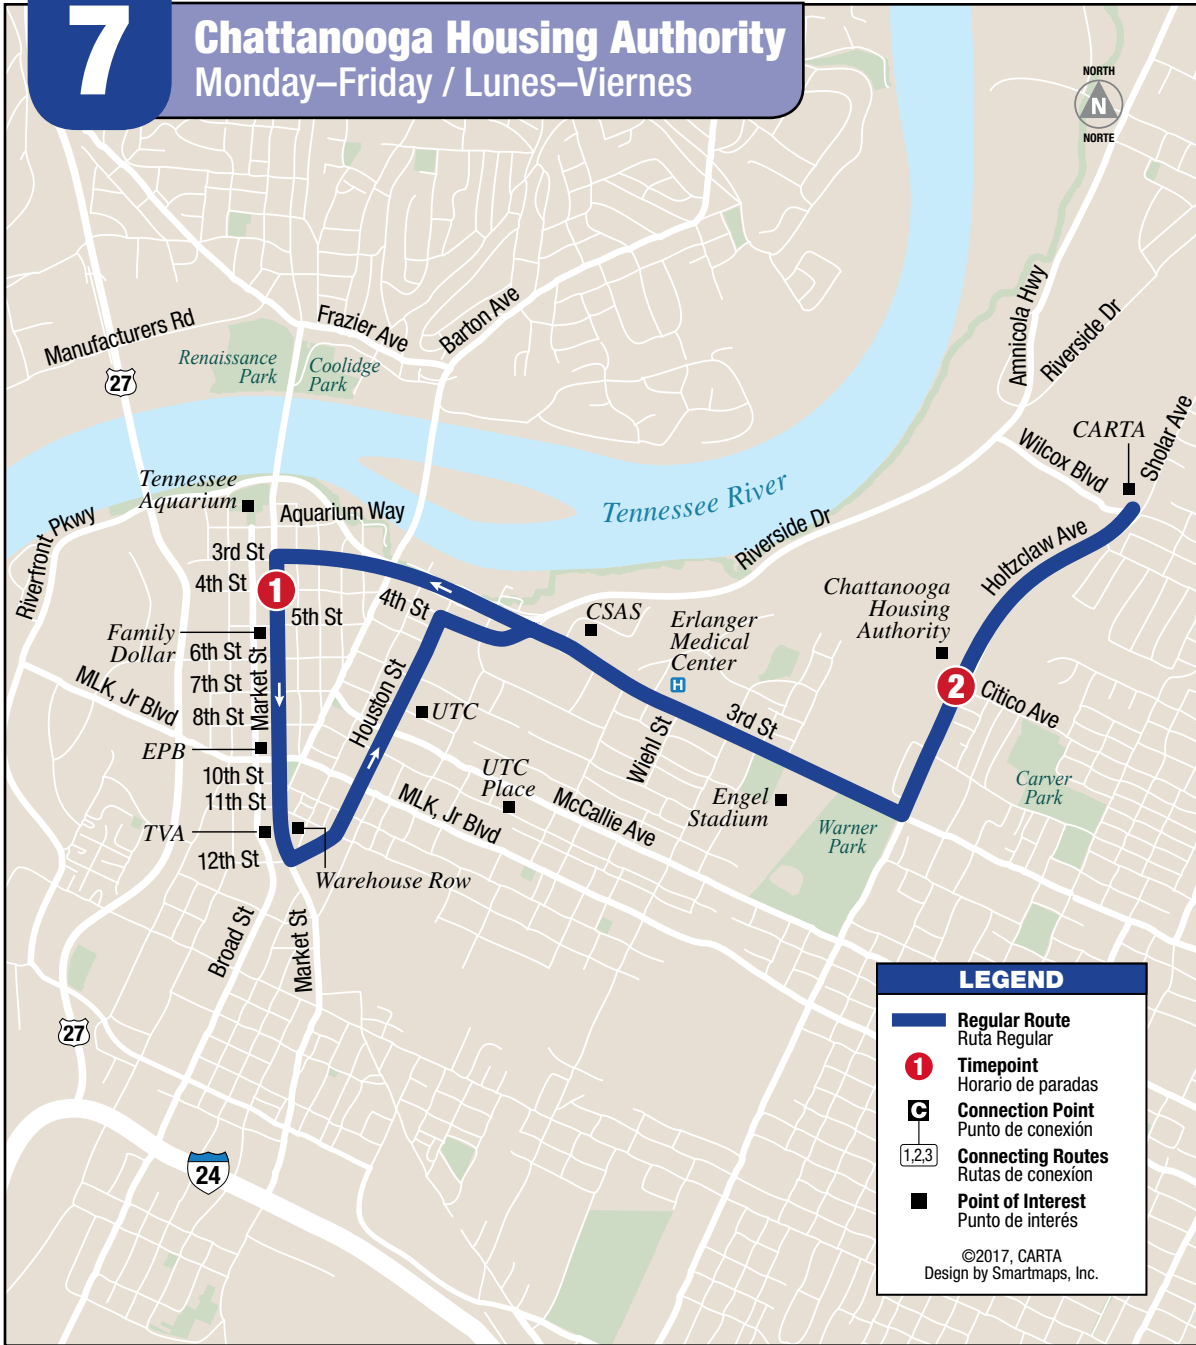 7
Chattanooga Housing Authority
Monday–Friday / Lunes–Viernes
NORTH
N
NORTE
Manufacturers Rd
27
Renaissance
Park
Frazier Ave
Coolidge
Park
Barton Ave
Amnicola Hwy
Riverside Dr
Wilcox Blvd
CARTA
Sholar Ave
Tennessee
Aquarium
Aquarium Way
Tennessee River
Riverside Dr
Riverfront Pkwy
3rd St
4th St
1
5th St
4th St
Family
Dollar
6th St
7th St
8th St
Market St
MLK, Jr Blvd
EPB
10th St
11th St
TVA
12th St
Warehouse Row
Houston St
UTC
UTC
Place
MLK, Jr Blvd
McCallie Ave
CSAS
Erlanger
Medical
Center
H
Wiehl St
3rd St
Engel
Stadium
Warner
Park
Chattanooga
Housing
Authority
Holtzclaw Ave
2
Citico Ave
Carver
Park
Broad St
Market St
27
24
LEGEND
Regular Route
Ruta Regular
1
Timepoint
Horario de paradas
C
Connection Point
Punto de conexión
1,2,3
Connecting Routes
Rutas de conexíon
Point of Interest
Punto de interés
©2017, CARTA
Design by Smartmaps, Inc.